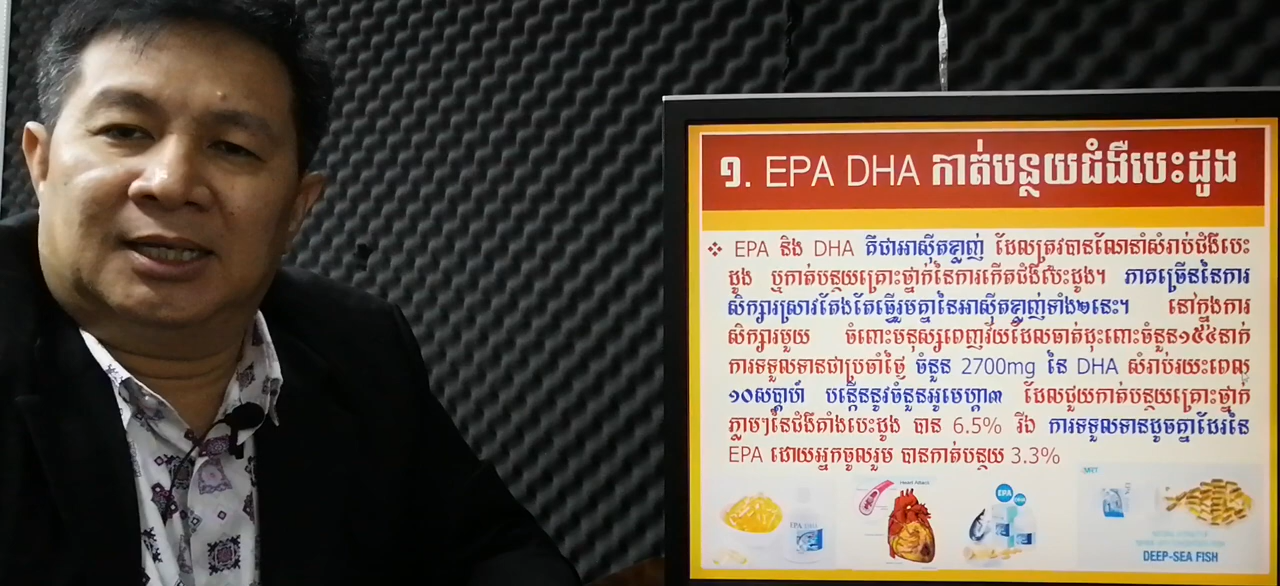 ១. EPA DHA កាត់បន្ថយជំងឺបេះដូង
❖ EPA និង DHA គឺជាអាស៊ីតខ្លាញ់ ដែលត្រូវបានណែនាំសំរាប់ជំងឺបេះ
ដូង ឬកាត់បន្ថយគ្រោះថ្នាក់នៃការកើតជំងឺបេះដូង។ ភាគច្រើននៃការ
សិក្សាស្រាវតែងតែធ្វើរួមគ្នានៃអាស៊ីតខ្លាញ់ទាំង២នេះ។ នៅក្នុងការ
សិក្សាមួយ ចំពោះមនុស្សពេញវ័យដែលធាត់ដុះពោះចំនួន១៥៤នាក់
ការទទួលទានជាប្រចាំថ្ងៃ ចំនួន 2700mg នៃ DHA សំរាប់រយះពេល
១០សប្តាហ៍ បង្កើននូវចំនួនអូមេហ្គា៣ ដែលជួយកាត់បន្ថយគ្រោះថ្នាក់
ភ្លាមៗនៃជំងឺគាំងបេះដូង បាន 6.5% រីឯ ការទទួលទានដូចគ្នាដែរនៃ
EPA ដោយអ្នកចូលរួម បានកាត់បន្ថយ 3.3%
Heart Attack
EPA
EPA DHA
DEEP-SEA FISH